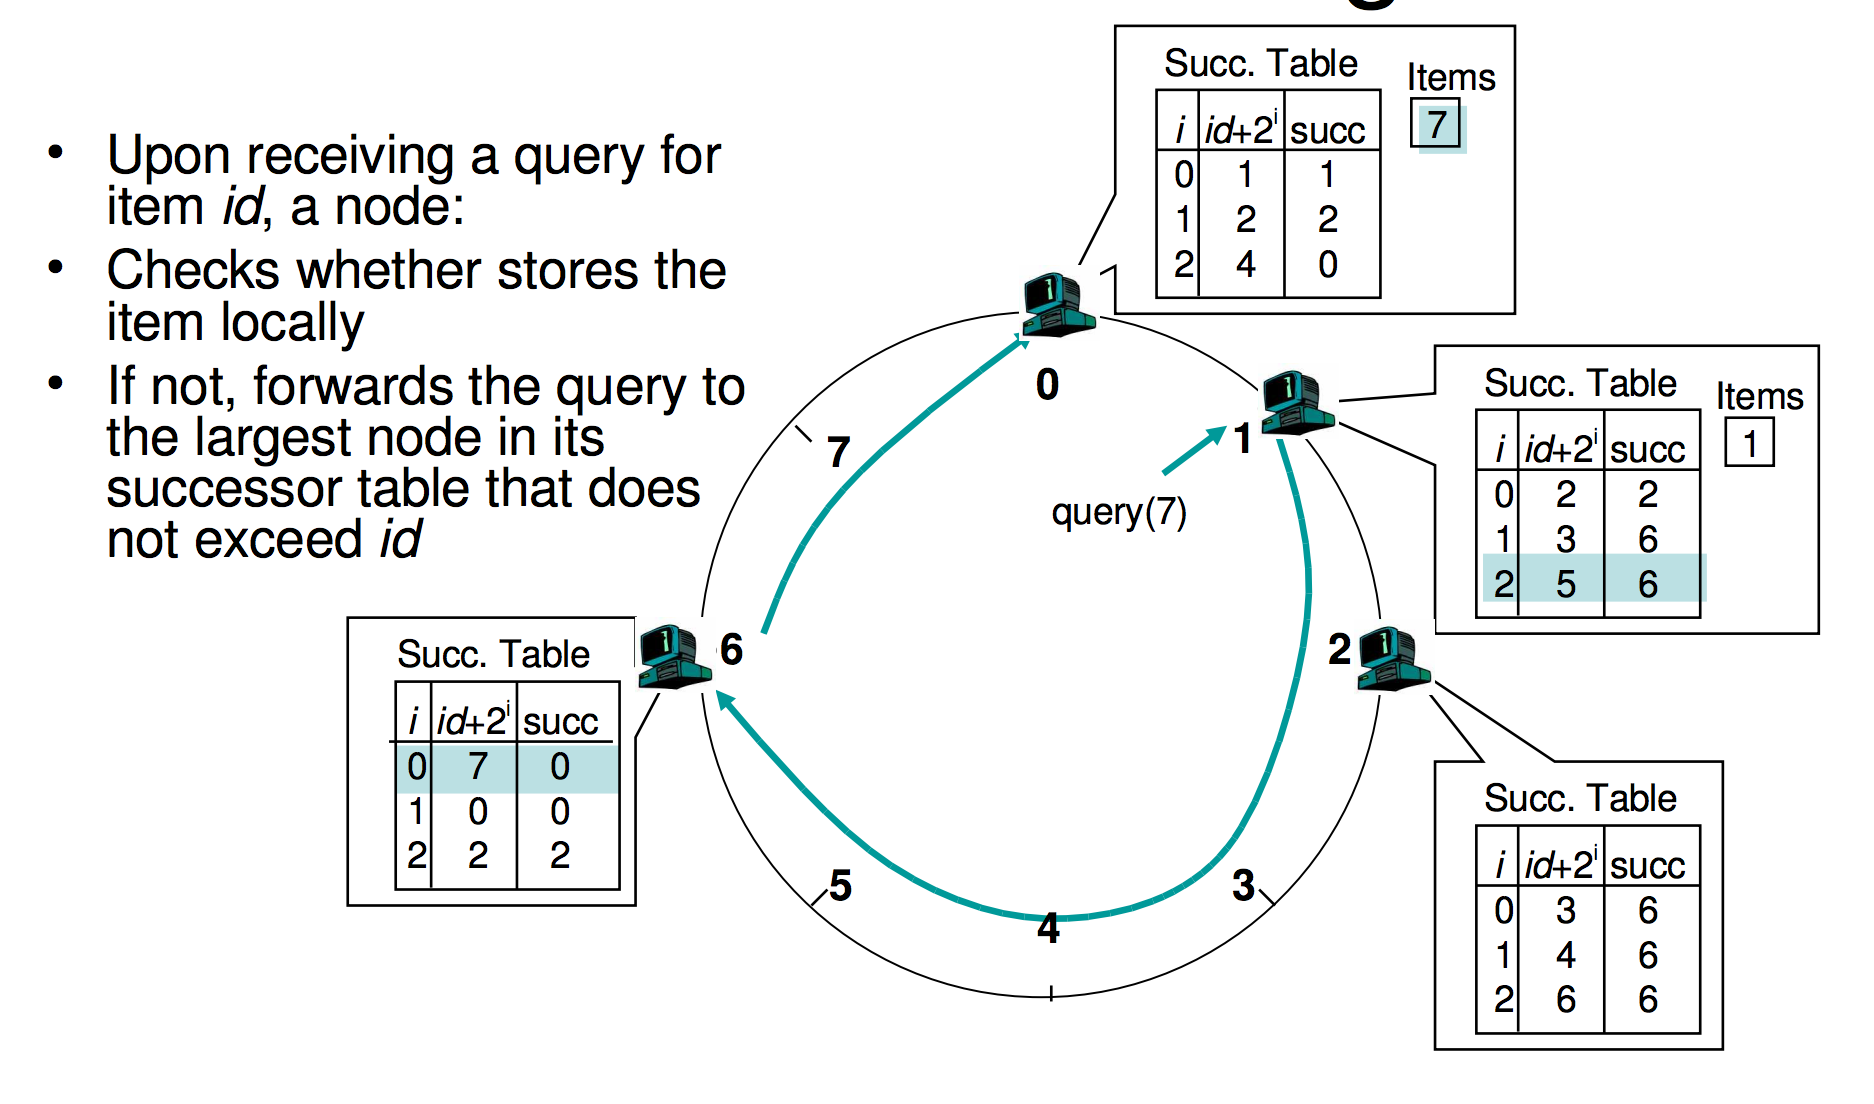 • Upon receiving a query for
item id, a node:
• Checks whether stores the
item locally
• If not, forwards the query to
the largest node in its
successor table that does
not exceed id
Succ. Table
Items
7
i id+2^i succ
0 1 1
1 2 2
2 4 0
0
Succ. Table
Items
1
i id+2^i succ
0 2 2
1 3 6
2 5 6
1
query(7)
7
6
2
Succ. Table
i id+2^i succ
0 7 0
1 0 0
2 2 2
5
4
3
Succ. Table
i id+2^i succ
0 3 6
1 4 6
2 6 6